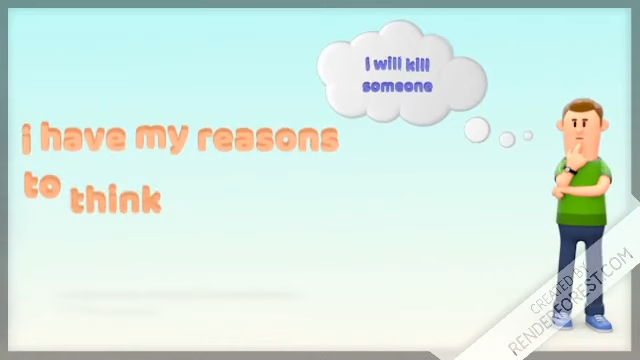 i have my reasons
to think
i will kill
someone
CREATED BY
RENDERFOREST.COM